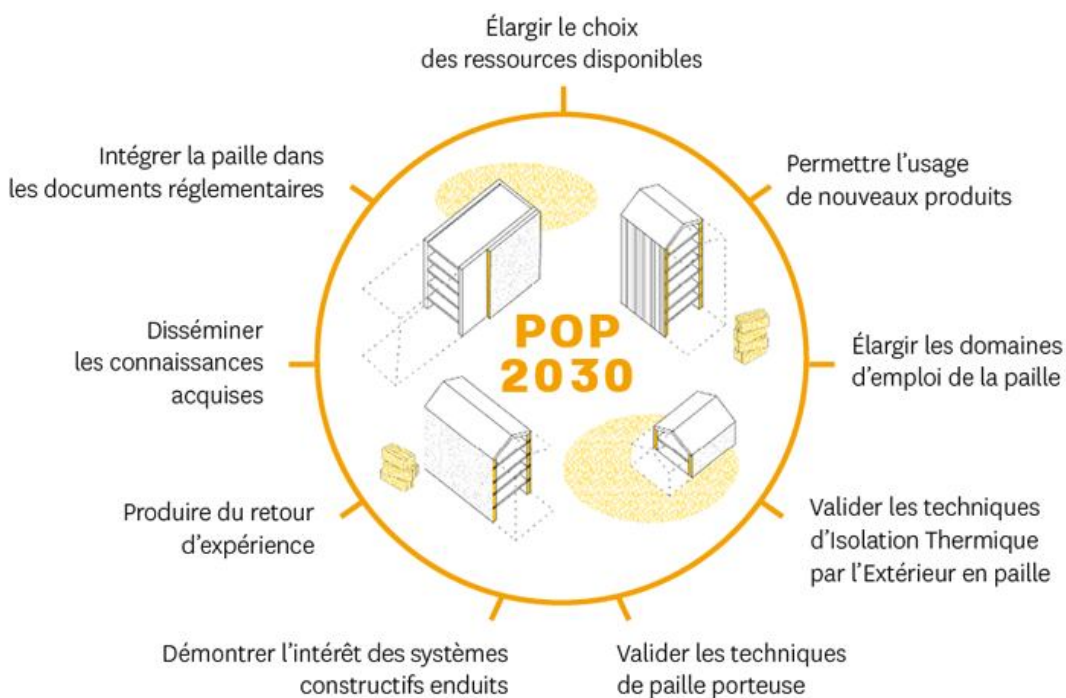 Élargir le choix
des ressources disponibles
Intégrer la paille dans
les documents réglementaires
Permettre l'usage
de nouveaux produits
POP
2030
Disséminer
les connaissances
acquises
Élargir les domaines
d'emploi de la paille
Produire du retour
d'expérience
Valider les techniques
d'Isolation Thermique
par l'Extérieur en paille
Démontrer l'intérêt des systèmes
constructifs enduits
Valider les techniques
de paille porteuse